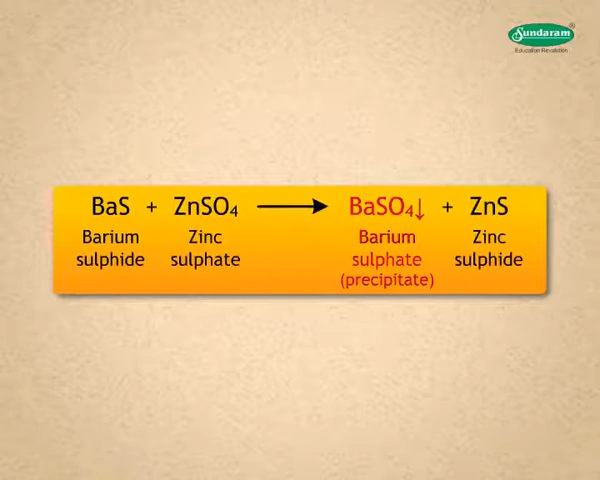 Sundaram®
Education Revolution
BaS + ZnSO₄ ⟶ BaSO₄↓ + ZnS
Barium Zinc Barium Zinc
sulphide sulphate sulphate sulphide
(precipitate)